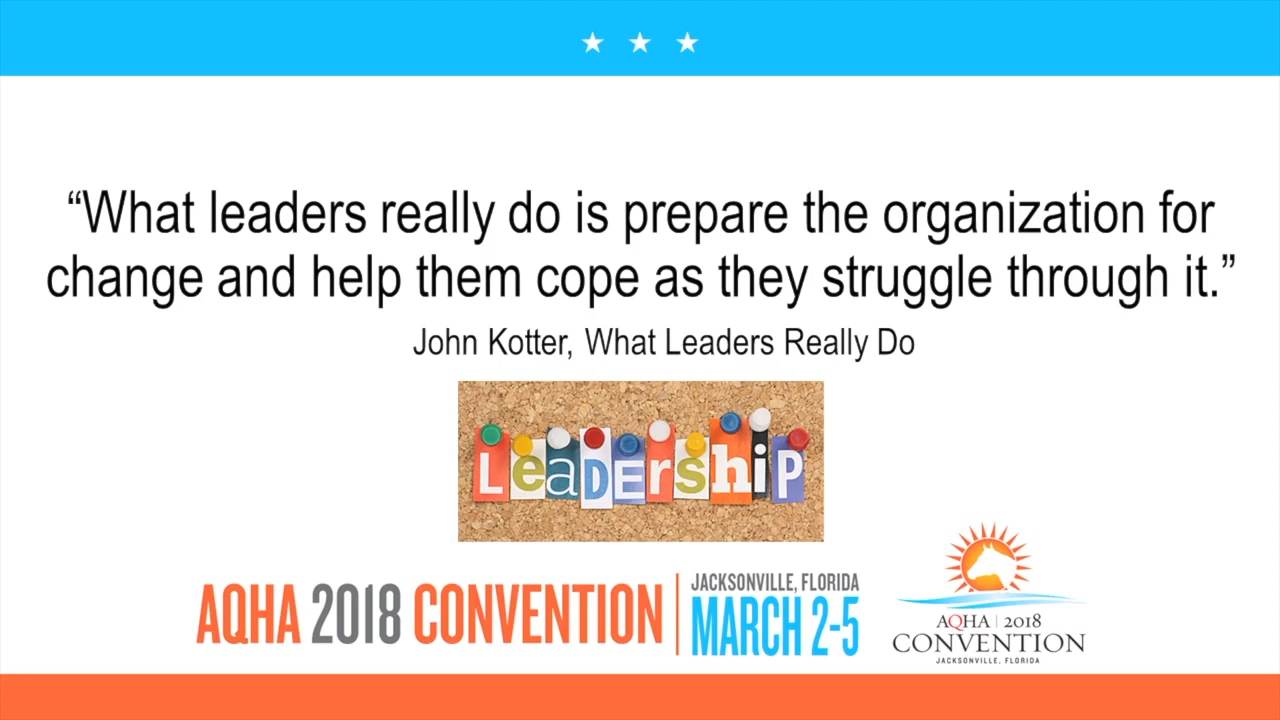 “What leaders really do is prepare the organization for
change and help them cope as they struggle through it.”
John Kotter, What Leaders Really Do
LeaDErship
AQHA 2018 CONVENTION
JACKSONVILLE, FLORIDA
MARCH 2-5
AQHA | 2018
CONVENTION
JACKSONVILLE, FLORIDA